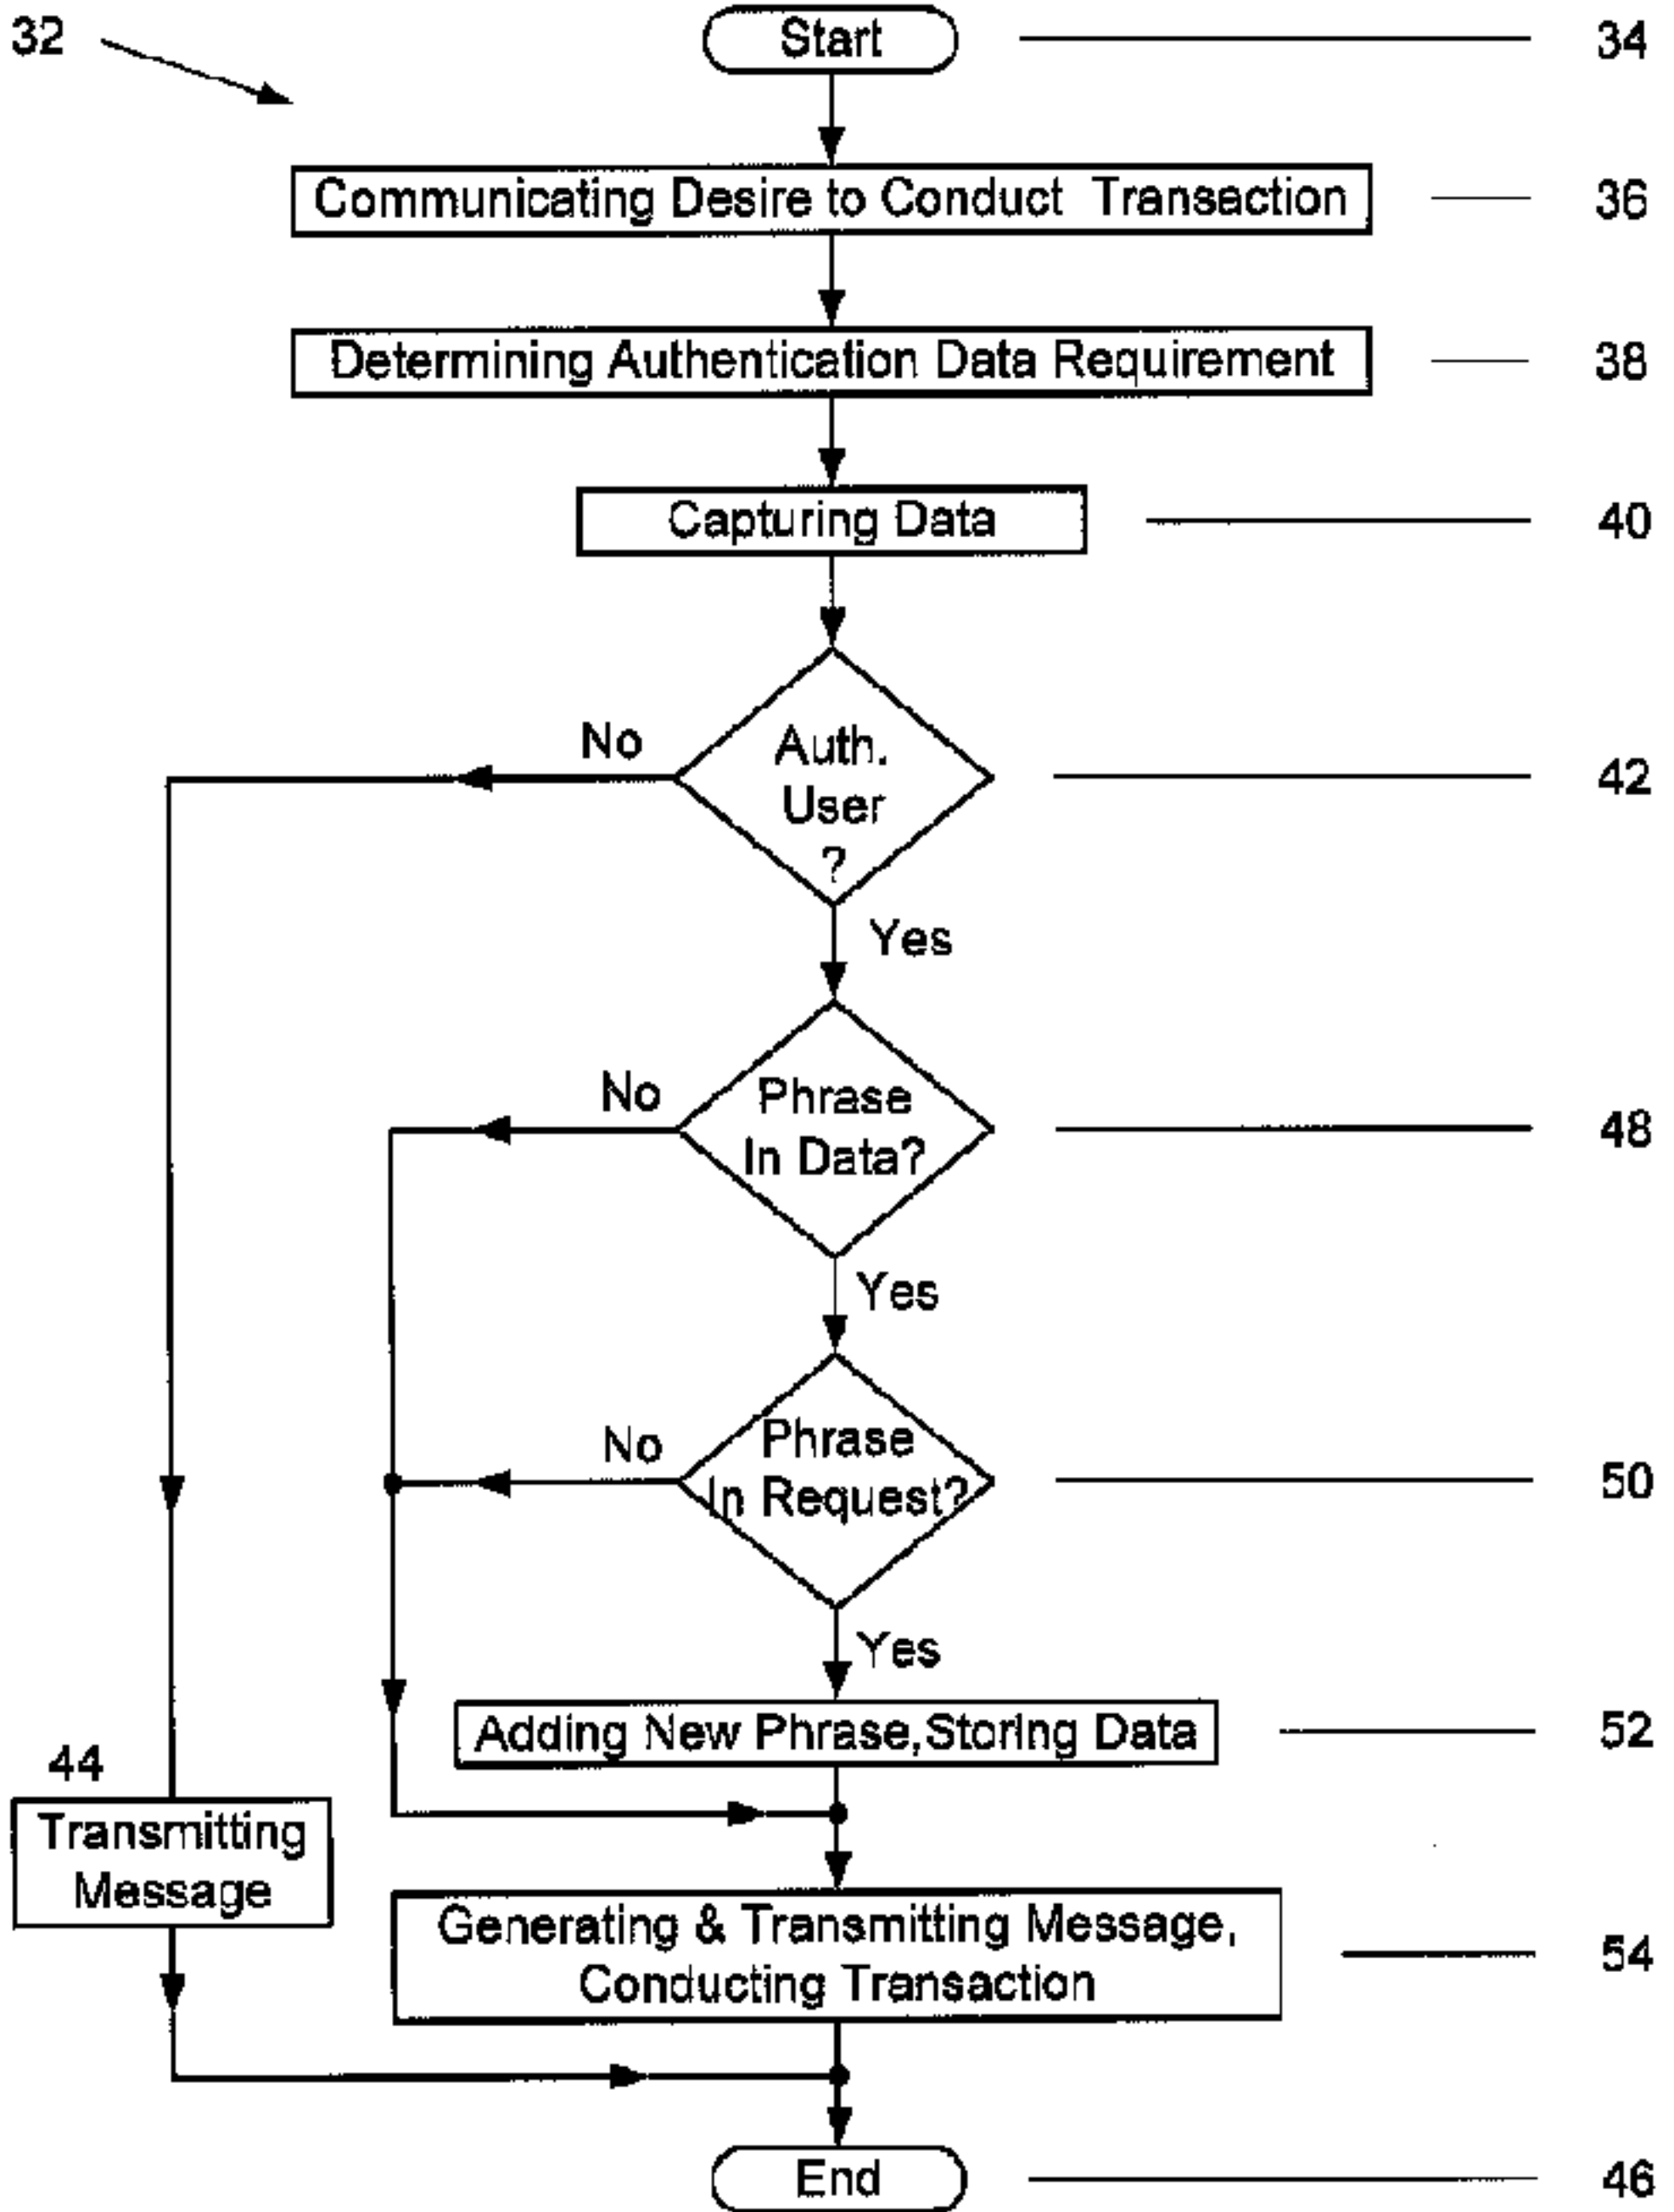 32
Start
34
Communicating Desire to Conduct Transaction
36
Determining Authentication Data Requirement
38
Capturing Data
40
No
Auth.
User
?
42
Yes
No
Phrase
In Data?
48
Yes
No
Phrase
In Request?
50
Yes
Adding New Phrase,Storing Data
52
44
Transmitting
Message
Generating & Transmitting Message,
Conducting Transaction
54
End
46